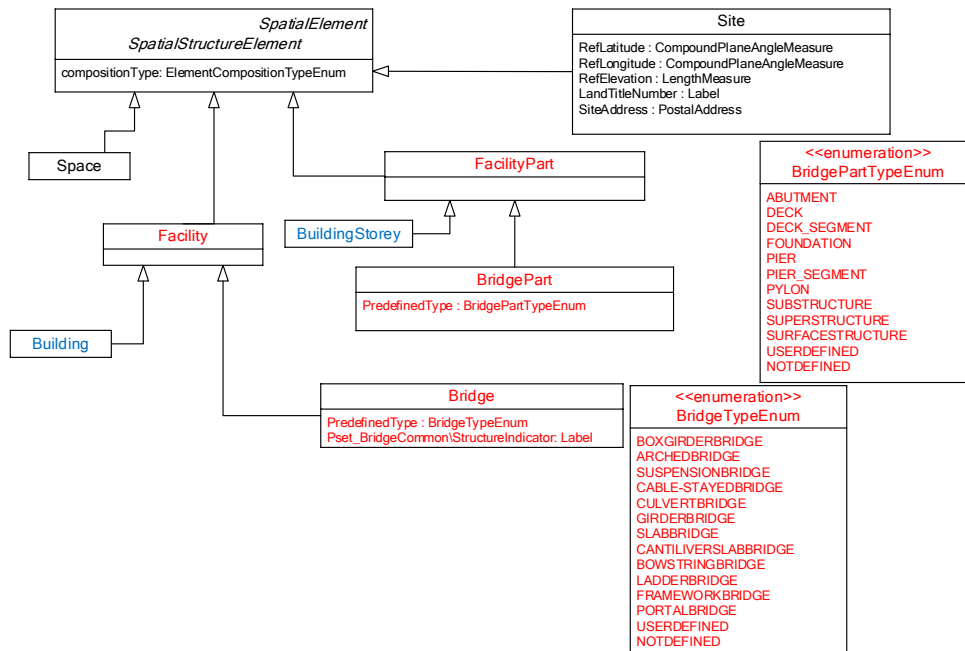 SpatialElement
SpatialStructureElement
compositionType: ElementCompositionTypeEnum
Site
RefLatitude : CompoundPlaneAngleMeasure
RefLongitude : CompoundPlaneAngleMeasure
RefElevation : LengthMeasure
LandTitleNumber : Label
SiteAddress : PostalAddress
Space
FacilityPart
<<enumeration>>
BridgePartTypeEnum
ABUTMENT
DECK
DECK_SEGMENT
FOUNDATION
PIER
PIER_SEGMENT
PYLON
SUBSTRUCTURE
SUPERSTRUCTURE
SURFACESTRUCTURE
USERDEFINED
NOTDEFINED
Facility
BuildingStorey
BridgePart
PredefinedType : BridgePartTypeEnum
Building
Bridge
PredefinedType : BridgeTypeEnum
Pset_BridgeCommon\StructureIndicator: Label
<<enumeration>>
BridgeTypeEnum
BOXGIRDERBRIDGE
ARCHEDBRIDGE
SUSPENSIONBRIDGE
CABLE-STAYEDBRIDGE
CULVERTBRIDGE
GIRDERBRIDGE
SLABBRIDGE
CANTILIVERSLABBRIDGE
BOWSTRINGBRIDGE
LADDERBRIDGE
FRAMEWORKBRIDGE
PORTALBRIDGE
USERDEFINED
NOTDEFINED